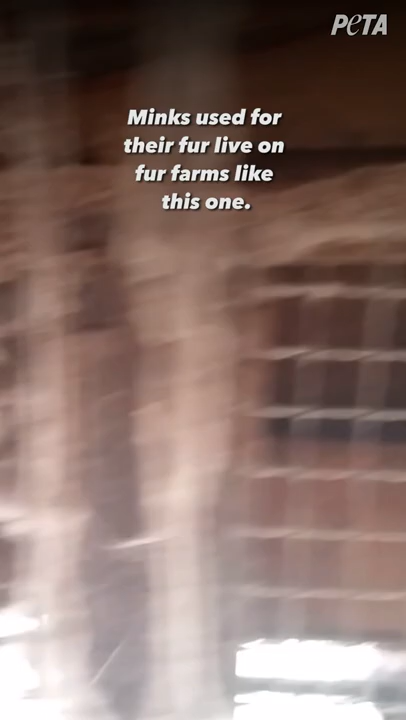 PETA
Minks used for
their fur live on
fur farms like
this one.